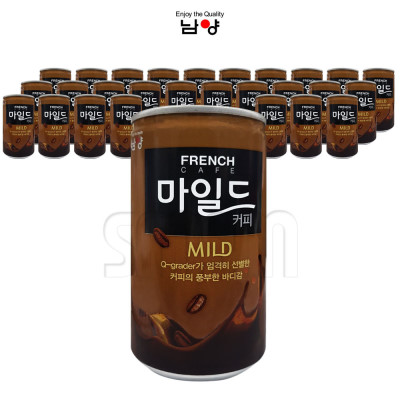 Enjoy the Quality
남양
FRENCH
CAFE
마일드
커피
MILD
Q-grader가 엄격히 선별한
커피의 풍부한 바디감